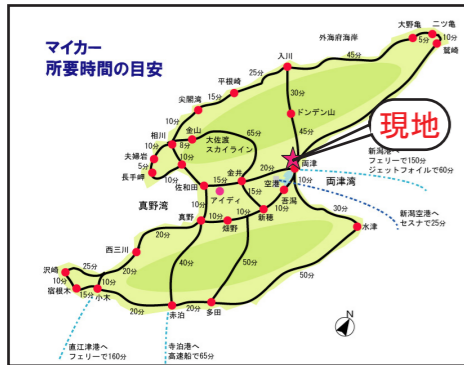 マイカー
所要時間の目安
外海府海岸
大野亀
二ツ亀
5分
10分
鷲崎
45分
入川
25分
平根崎
15分
尖閣湾
30分
ドンデン山
45分
現地
10分
金山
相川
8分
大佐渡
スカイライン
65分
10分
夫婦岩
10分
長手岬
10分
佐和田
15分
金井
20分
両津
空港
10分
両津湾
新潟港へ
フェリーで150分
ジェットフォイルで60分
アイディ
15分
吾潟
10分
新穂
10分
真野湾
10分
真野
10分
畑野
新潟空港へ
セスナで25分
30分
水津
西三川
20分
20分
沢崎
25分
10分
宿根木
15分
10分
小木
20分
40分
50分
50分
赤泊
20分
多田
直江津港へ
フェリーで160分
寺泊港へ
高速船で65分
N